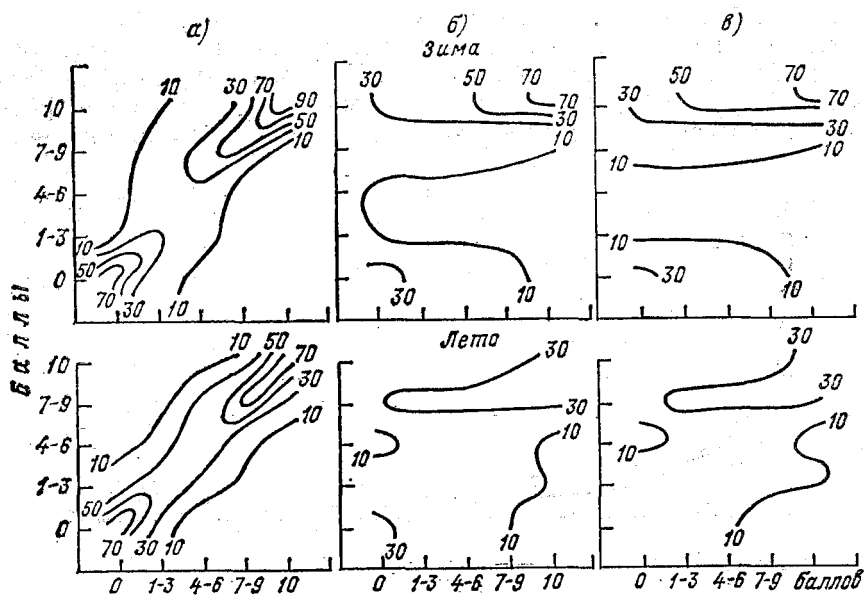 а) б) в)
Зима
10 30 70 90 30 50 70 70 50 70
10 50 30 30 30
7-9 10 10 10 10
4-6
1-3 10 10
0 50 70 30 10 30 10 30 10
Баллы
Лето
10 10 50 70 30 30
7-9 30 30 30
4-6 10 10 10 10 10 10
1-3 50
0 70 30 10 30 10 10
0 1-3 4-6 7-9 10 0 1-3 4-6 7-9 10 0 1-3 4-6 7-9 баллов